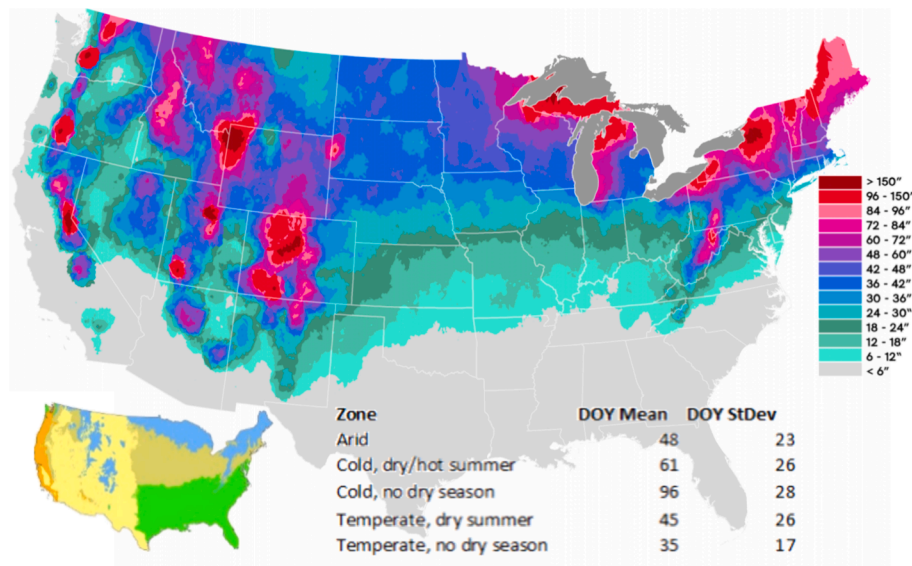 > 150"
96 - 150'
84 - 96"
72 - 84"
60 - 72"
48 - 60"
42 - 48"
36 - 42"
30 - 36"
24 - 30"
18 - 24"
12 - 18"
6 - 12"
< 6"
Zone DOY Mean DOY StDev
Arid 48 23
Cold, dry/hot summer 61 26
Cold, no dry season 96 28
Temperate, dry summer 45 26
Temperate, no dry season 35 17